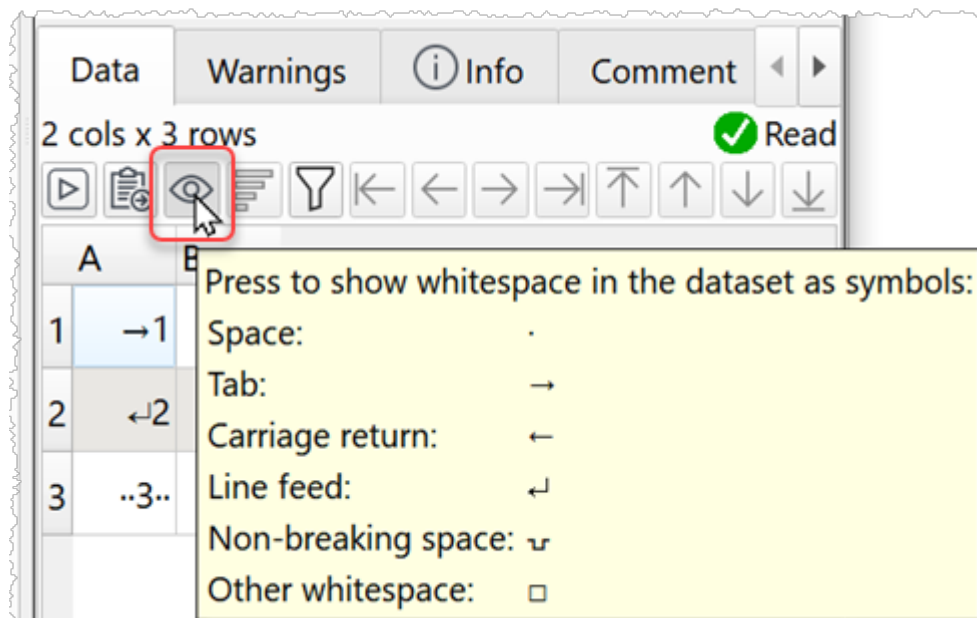 Data Warnings Info Comment
2 cols x 3 rows Read
A B
Press to show whitespace in the dataset as symbols:
1 →1
Space: ·
Tab: →
2 ↵2
Carriage return: ←
Line feed: ↵
3 ··3··
Non-breaking space: ⍽
Other whitespace: □